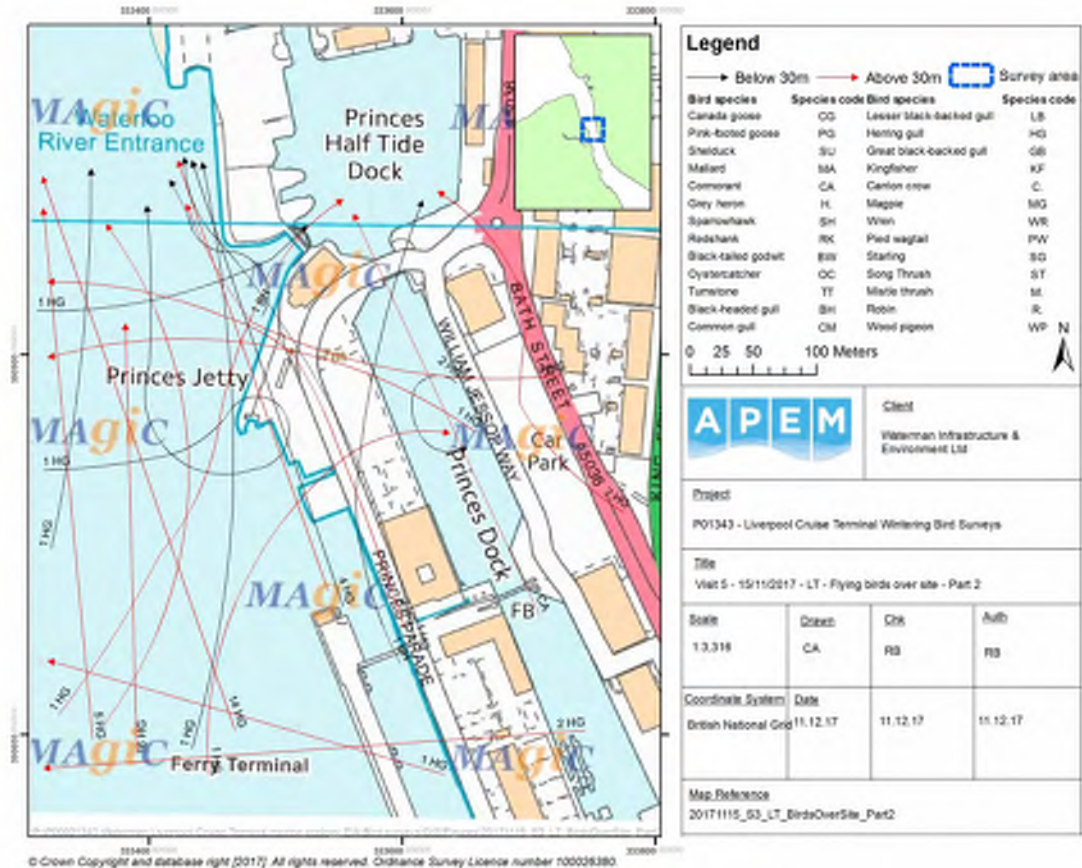 Waterloo
River Entrance
Princes
Half Tide
Dock
MAgiC
MAgiC
MAgiC
1 HG
Princes Jetty
BATH STREET
WILLIAM JESSOP WAY
MAgiC
MAgiC
Car
Park
A5036
1 HG
1 HG
Princes Dock
MAgiC
PRINCES PARADE
FB
1 HG
14 HG
1 HG
2 HG
MAgiC
MAgiC
Ferry Terminal
1 HG
© Crown Copyright and database right [2017]. All rights reserved. Ordnance Survey Licence number 100026380.
Legend
Below 30m Above 30m Survey area
Bird species Species code Bird species Species code
Canada goose CG Lesser black-backed gull LB
Pink-footed goose PG Herring gull HG
Shelduck SU Great black-backed gull GB
Mallard MA Kingfisher KF
Cormorant CA Carrion crow C.
Grey heron H. Magpie MG
Sparrowhawk SH Wren WR
Redshank RK Pied wagtail PW
Black-tailed godwit BW Starling SG
Oystercatcher OC Song Thrush ST
Turnstone TT Mistle thrush M.
Black-headed gull BH Robin R.
Common gull CM Wood pigeon WP
N
0 25 50 100 Meters
APEM
Client
Waterman Infrastructure &
Environment Ltd
Project
P01343 - Liverpool Cruise Terminal Wintering Bird Surveys
Title
Visit 5 - 15/11/2017 - LT - Flying birds over site - Part 2
Scale Drawn Chk Auth
1:3,316 CA RB RB
Coordinate System Date
British National Grid 11.12.17 11.12.17 11.12.17
Map Reference
20171115_S3_LT_BirdsOverSite_Part2